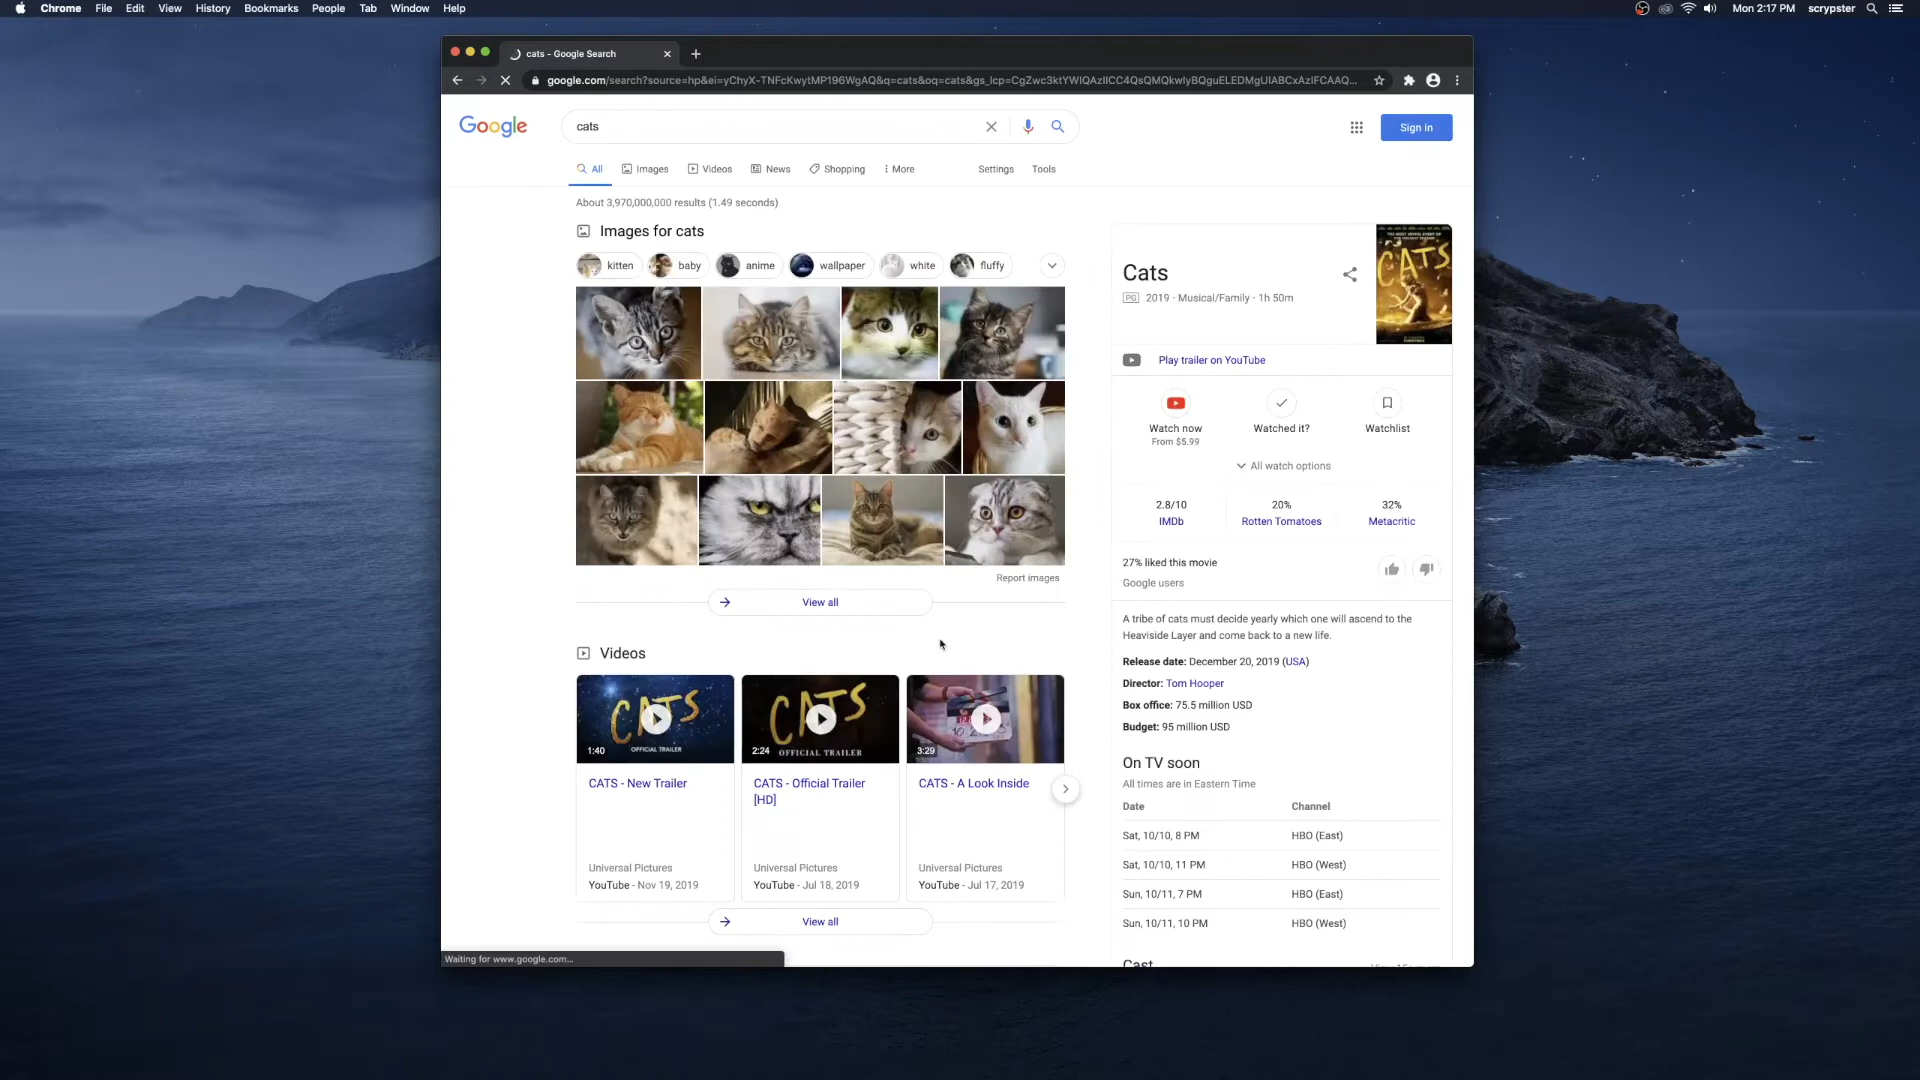 Chrome File Edit View History Bookmarks People Tab Window Help
Mon 2:17 PM scrypster
cats - Google Search
google.com/search?source=hp&ei=yChyX-TNFcKwytMP196WgAQ&q=cats&oq=cats&gs_lcp=CgZwc3ktYWIQAzIICC4QsQMQkwIyBQguELEDMgUIABCxAzIFCAAQ...
Google
cats
Sign in
All Images Videos News Shopping More Settings Tools
About 3,970,000,000 results (1.49 seconds)
Images for cats
kitten baby anime wallpaper white fluffy
Report images
View all
Videos
CATS
OFFICIAL TRAILER
1:40
CATS - New Trailer
Universal Pictures
YouTube - Nov 19, 2019
CATS
OFFICIAL TRAILER
2:24
CATS - Official Trailer
[HD]
Universal Pictures
YouTube - Jul 18, 2019
3:29
CATS - A Look Inside
Universal Pictures
YouTube - Jul 17, 2019
View all
Waiting for www.google.com...
Cats
PG 2019 · Musical/Family · 1h 50m
CATS
Play trailer on YouTube
Watch now
From $5.99
Watched it?
Watchlist
All watch options
2.8/10
IMDb
20%
Rotten Tomatoes
32%
Metacritic
27% liked this movie
Google users
A tribe of cats must decide yearly which one will ascend to the
Heaviside Layer and come back to a new life.
Release date: December 20, 2019 (USA)
Director: Tom Hooper
Box office: 75.5 million USD
Budget: 95 million USD
On TV soon
All times are in Eastern Time
Date Channel
Sat, 10/10, 8 PM HBO (East)
Sat, 10/10, 11 PM HBO (West)
Sun, 10/11, 7 PM HBO (East)
Sun, 10/11, 10 PM HBO (West)
Cast